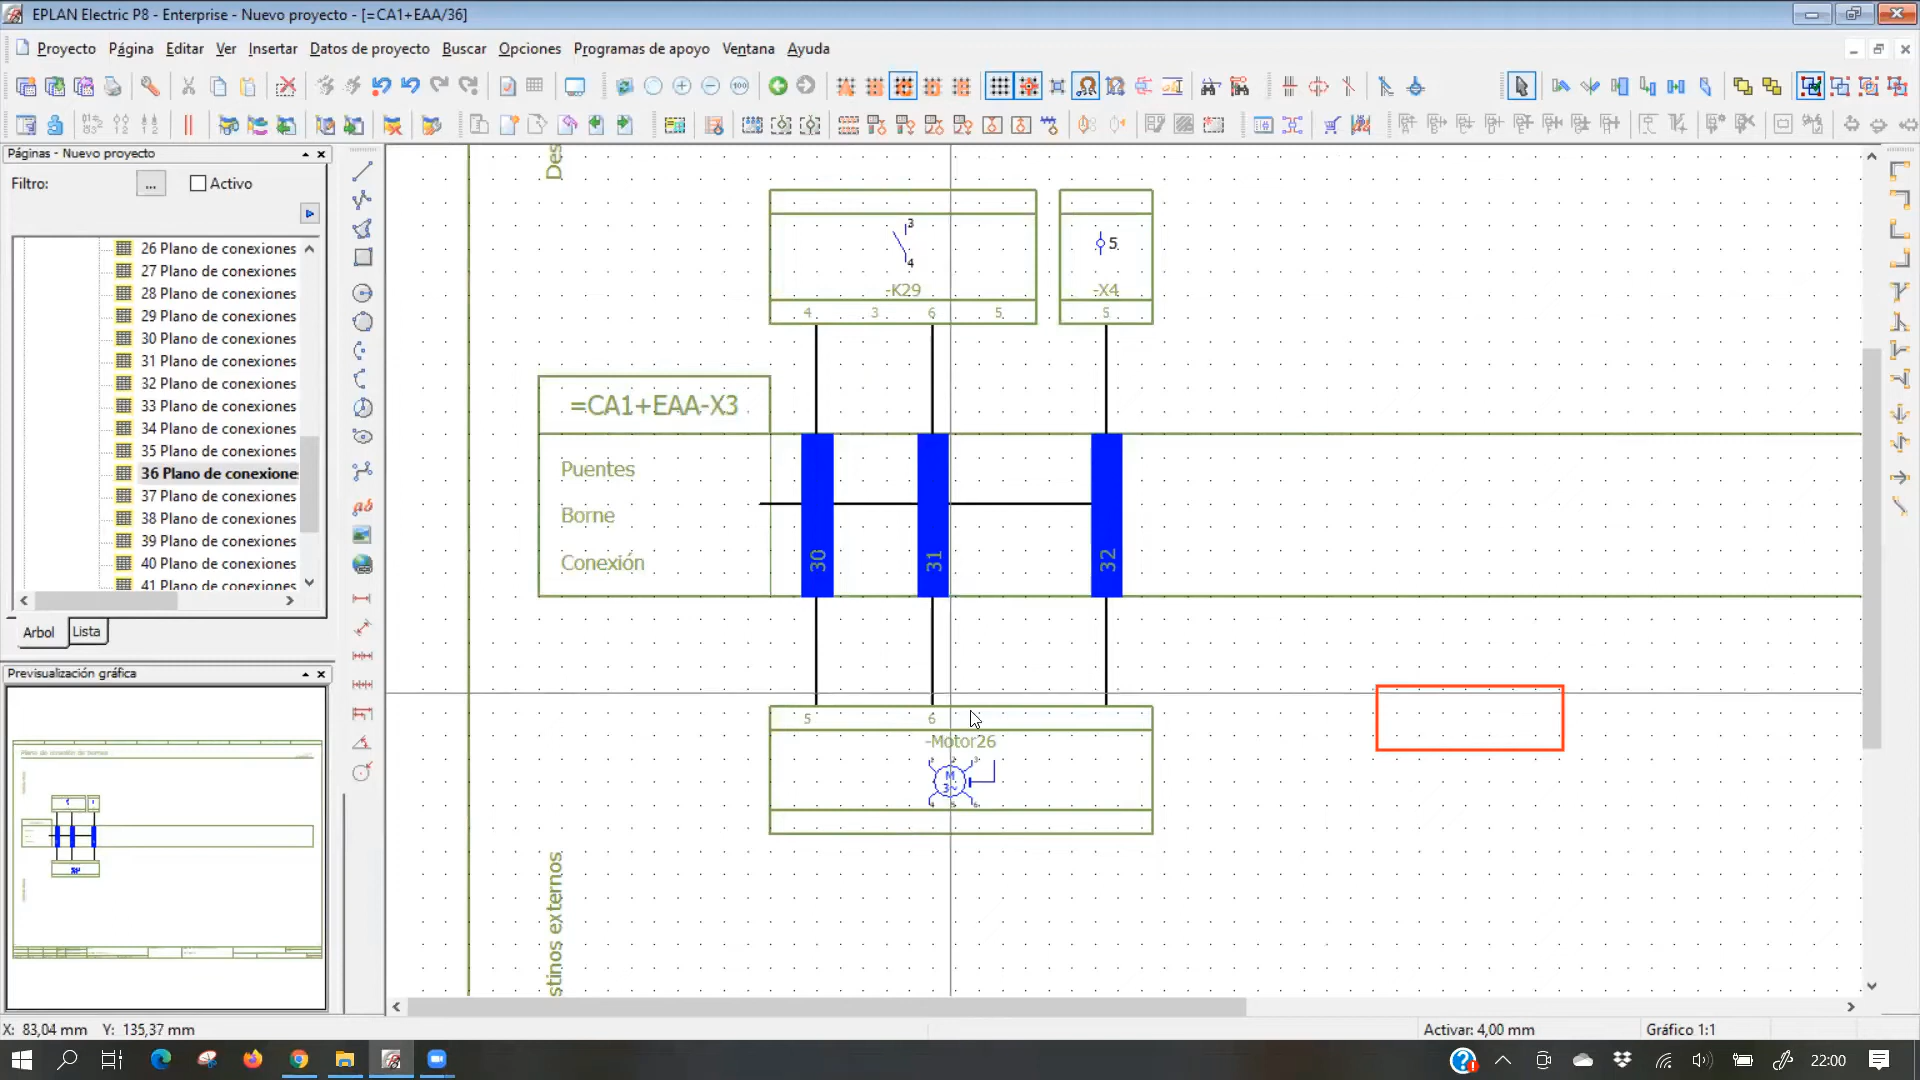 EPLAN Electric P8 - Enterprise - Nuevo proyecto - [=CA1+EAA/36]
Proyecto Página Editar Ver Insertar Datos de proyecto Buscar Opciones Programas de apoyo Ventana Ayuda
100
Páginas - Nuevo proyecto
Filtro:
...
Activo
26 Plano de conexiones
27 Plano de conexiones
28 Plano de conexiones
29 Plano de conexiones
30 Plano de conexiones
31 Plano de conexiones
32 Plano de conexiones
33 Plano de conexiones
34 Plano de conexiones
35 Plano de conexiones
36 Plano de conexione
37 Plano de conexiones
38 Plano de conexiones
39 Plano de conexiones
40 Plano de conexiones
41 Plano de conexiones
Arbol Lista
Previsualización gráfica
ab
Des
3
4
-K29
4 3 6 5
5
-X4
5
=CA1+EAA-X3
Puentes
Borne
Conexión
30
31
32
5 6
-Motor26
M
3~
stinos externos
X: 83,04 mm Y: 135,37 mm
Activar: 4,00 mm
Gráfico 1:1
22:00